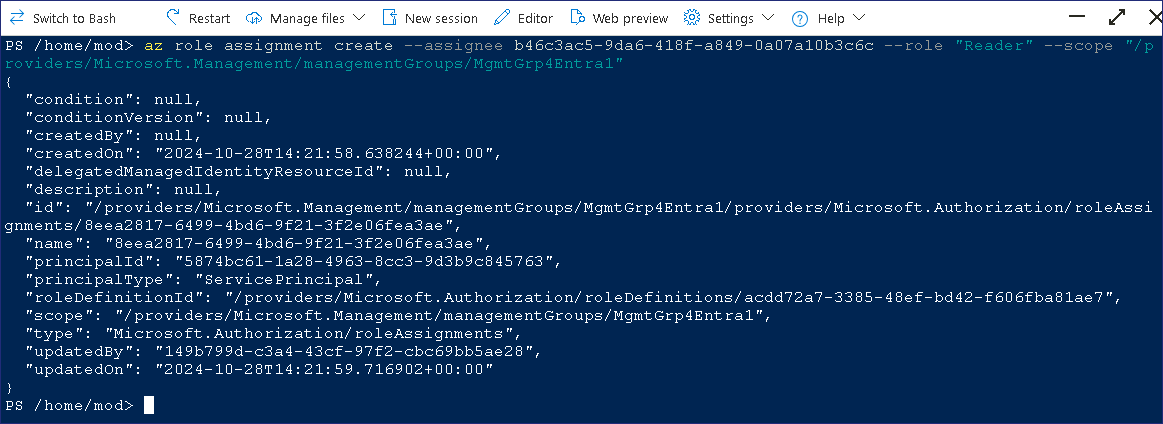 Switch to Bash Restart Manage files New session Editor Web preview Settings Help
PS /home/mod> az role assignment create --assignee b46c3ac5-9da6-418f-a849-0a07a10b3c6c --role "Reader" --scope "/p
roviders/Microsoft.Management/managementGroups/MgmtGrp4Entra1"
{
  "condition": null,
  "conditionVersion": null,
  "createdBy": null,
  "createdOn": "2024-10-28T14:21:58.638244+00:00",
  "delegatedManagedIdentityResourceId": null,
  "description": null,
  "id": "/providers/Microsoft.Management/managementGroups/MgmtGrp4Entra1/providers/Microsoft.Authorization/roleAssi
gnments/8eea2817-6499-4bd6-9f21-3f2e06fea3ae",
  "name": "8eea2817-6499-4bd6-9f21-3f2e06fea3ae",
  "principalId": "5874bc61-1a28-4963-8cc3-9d3b9c845763",
  "principalType": "ServicePrincipal",
  "roleDefinitionId": "/providers/Microsoft.Authorization/roleDefinitions/acdd72a7-3385-48ef-bd42-f606fba81ae7",
  "scope": "/providers/Microsoft.Management/managementGroups/MgmtGrp4Entra1",
  "type": "Microsoft.Authorization/roleAssignments",
  "updatedBy": "149b799d-c3a4-43cf-97f2-cbc69bb5ae28",
  "updatedOn": "2024-10-28T14:21:59.716902+00:00"
}
PS /home/mod>